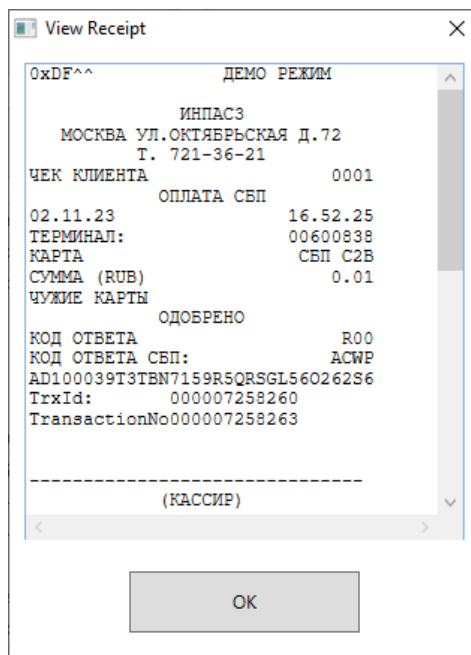 View Receipt
0xDF^^ ДЕМО РЕЖИМ
ИНПАС3
МОСКВА УЛ.ОКТЯБРЬСКАЯ Д.72
Т. 721-36-21
ЧЕК КЛИЕНТА 0001
ОПЛАТА СБП
02.11.23 16.52.25
ТЕРМИНАЛ: 00600838
КАРТА СБП C2B
СУММА (RUB) 0.01
ЧУЖИЕ КАРТЫ
ОДОБРЕНО
КОД ОТВЕТА R00
КОД ОТВЕТА СБП: ACWP
AD100039T3TBN7159R5QRSGL56O262S6
TrxId: 000007258260
TransactionNo000007258263
-------------------------------
(КАССИР)
OK